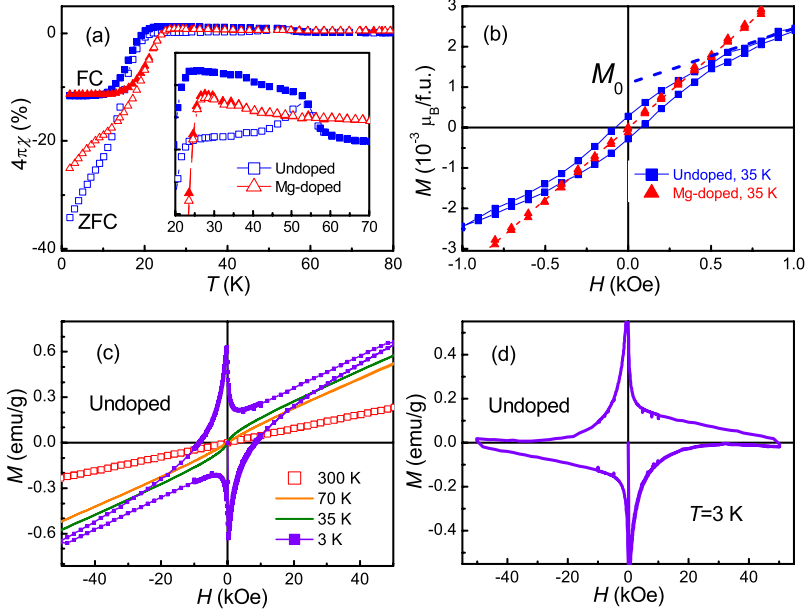 (a)
0
-20
-40
4πχ (%)
FC
ZFC
Undoped
Mg-doped
20 30 40 50 60 70
0 20 40 60 80
T (K)
(b)
3
2
1
0
-1
-2
-3
M (10⁻³ μB/f.u.)
M₀
Undoped, 35 K
Mg-doped, 35 K
-1.0 -0.5 0.0 0.5 1.0
H (kOe)
(c)
Undoped
0.6
0.3
0.0
-0.3
-0.6
M (emu/g)
300 K
70 K
35 K
3 K
-40 -20 0 20 40
H (kOe)
(d)
Undoped
0.4
0.2
0.0
-0.2
-0.4
M (emu/g)
T=3 K
-40 -20 0 20 40
H (kOe)